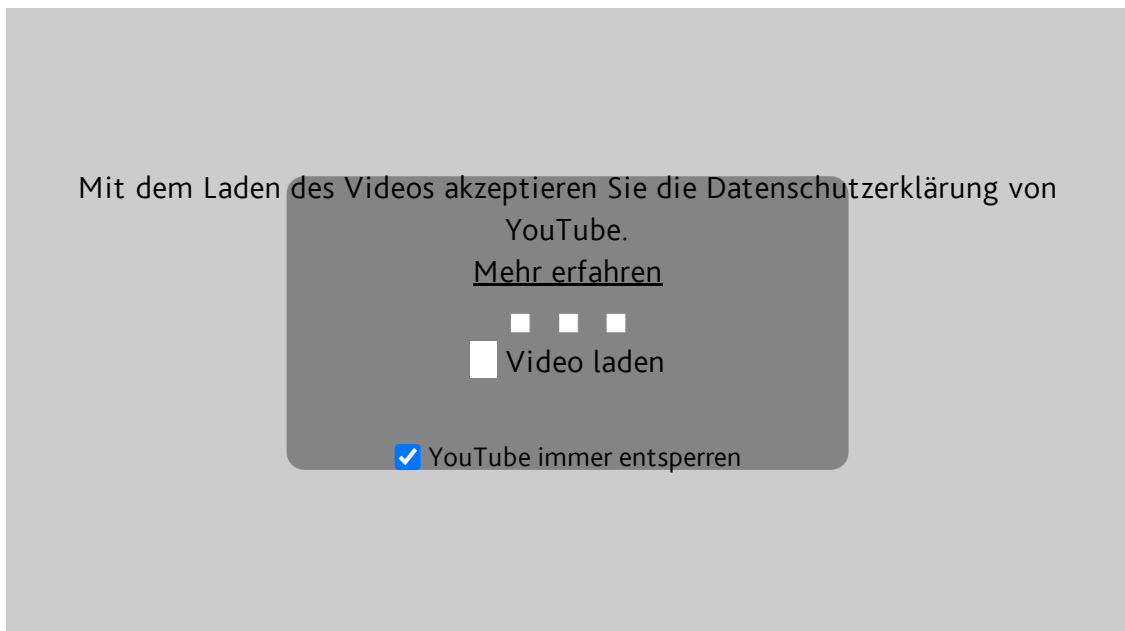 Mit dem Laden des Videos akzeptieren Sie die Datenschutzerklärung von
YouTube.
Mehr erfahren
Video laden
YouTube immer entsperren